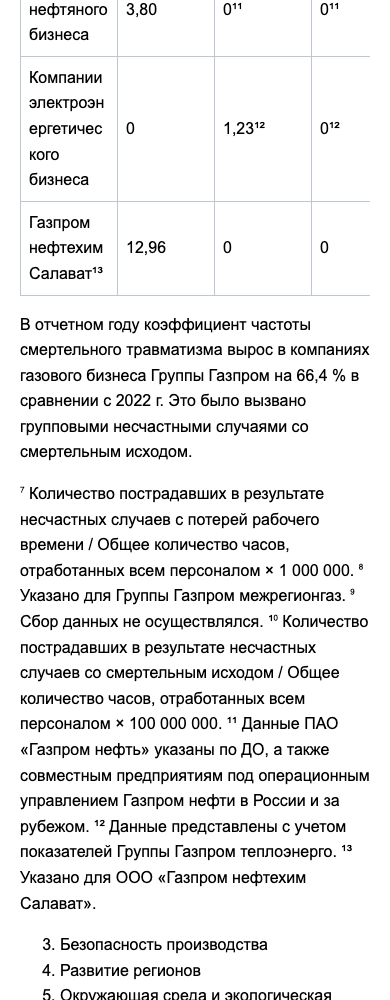 нефтяного
бизнеса
3,80
0¹¹
0¹¹
Компании
электроэн
ергетичес
кого
бизнеса
0
1,23¹²
0¹²
Газпром
нефтехим
Салават¹³
12,96
0
0
В отчетном году коэффициент частоты
смертельного травматизма вырос в компаниях
газового бизнеса Группы Газпром на 66,4 % в
сравнении с 2022 г. Это было вызвано
групповыми несчастными случаями со
смертельным исходом.
⁷ Количество пострадавших в результате
несчастных случаев с потерей рабочего
времени / Общее количество часов,
отработанных всем персоналом × 1 000 000. ⁸
Указано для Группы Газпром межрегионгаз. ⁹
Сбор данных не осуществлялся. ¹⁰ Количество
пострадавших в результате несчастных
случаев со смертельным исходом / Общее
количество часов, отработанных всем
персоналом × 100 000 000. ¹¹ Данные ПАО
«Газпром нефть» указаны по ДО, а также
совместным предприятиям под операционным
управлением Газпром нефти в России и за
рубежом. ¹² Данные представлены с учетом
показателей Группы Газпром теплоэнерго. ¹³
Указано для ООО «Газпром нефтехим
Салават».
3. Безопасность производства
4. Развитие регионов
5. Окружающая среда и экологическая